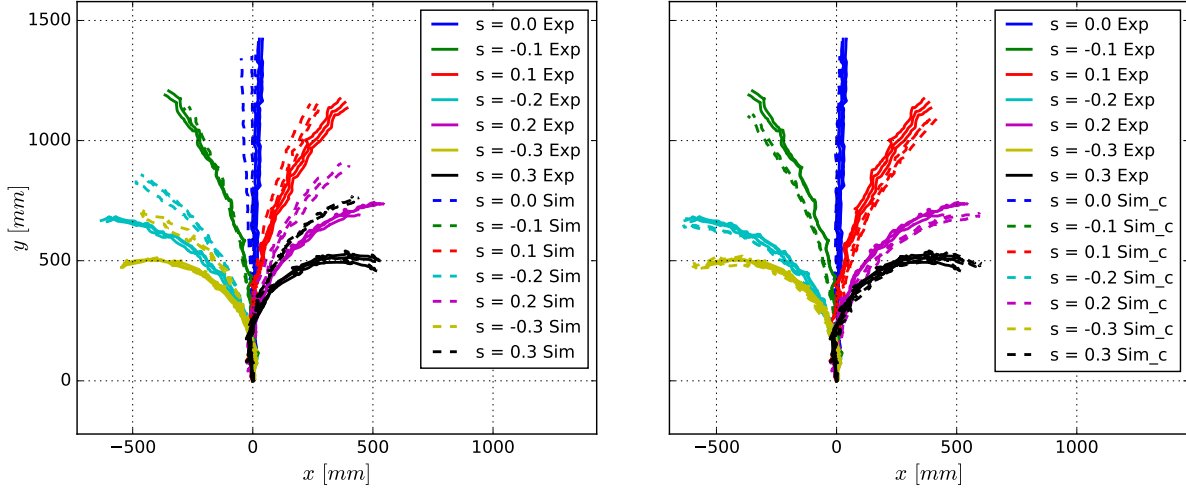 1500
1000
500
0
y [mm]
−500
0
500
1000
x [mm]
s = 0.0 Exp
s = -0.1 Exp
s = 0.1 Exp
s = -0.2 Exp
s = 0.2 Exp
s = -0.3 Exp
s = 0.3 Exp
s = 0.0 Sim
s = -0.1 Sim
s = 0.1 Sim
s = -0.2 Sim
s = 0.2 Sim
s = -0.3 Sim
s = 0.3 Sim
−500
0
500
1000
x [mm]
s = 0.0 Exp
s = -0.1 Exp
s = 0.1 Exp
s = -0.2 Exp
s = 0.2 Exp
s = -0.3 Exp
s = 0.3 Exp
s = 0.0 Sim_c
s = -0.1 Sim_c
s = 0.1 Sim_c
s = -0.2 Sim_c
s = 0.2 Sim_c
s = -0.3 Sim_c
s = 0.3 Sim_c